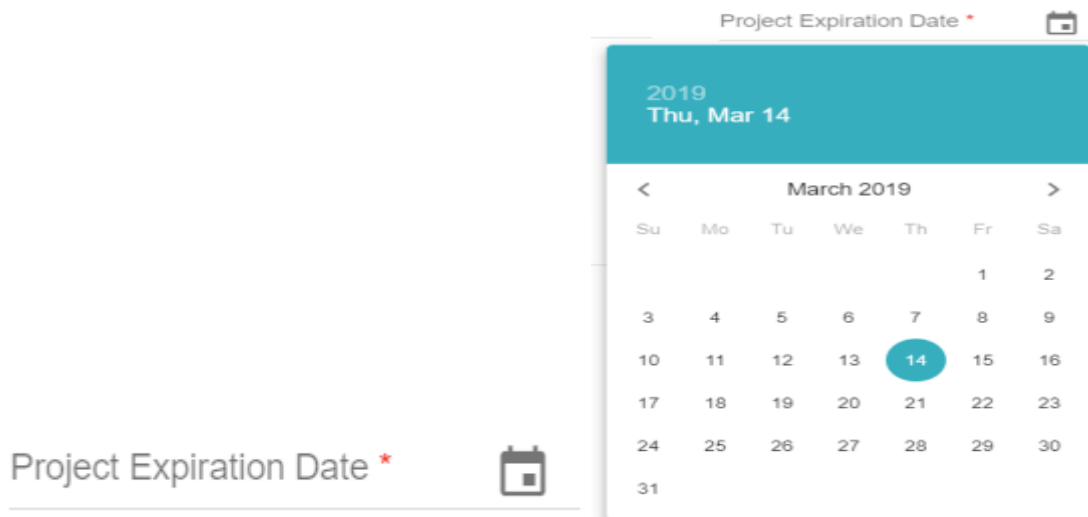 Project Expiration Date *
Project Expiration Date *
2019
Thu, Mar 14
< March 2019 >
Su Mo Tu We Th Fr Sa
1 2
3 4 5 6 7 8 9
10 11 12 13 14 15 16
17 18 19 20 21 22 23
24 25 26 27 28 29 30
31